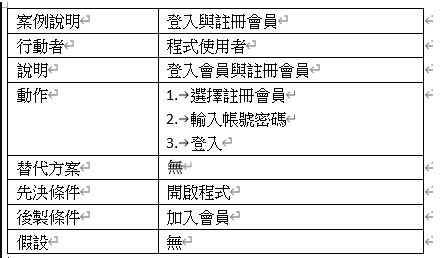 案例說明 登入與註冊會員
行動者 程式使用者
說明 登入會員與註冊會員
動作 1.→選擇註冊會員
2.→輸入帳號密碼
3.→登入
替代方案 無
先決條件 開啟程式
後製條件 加入會員
假設 無